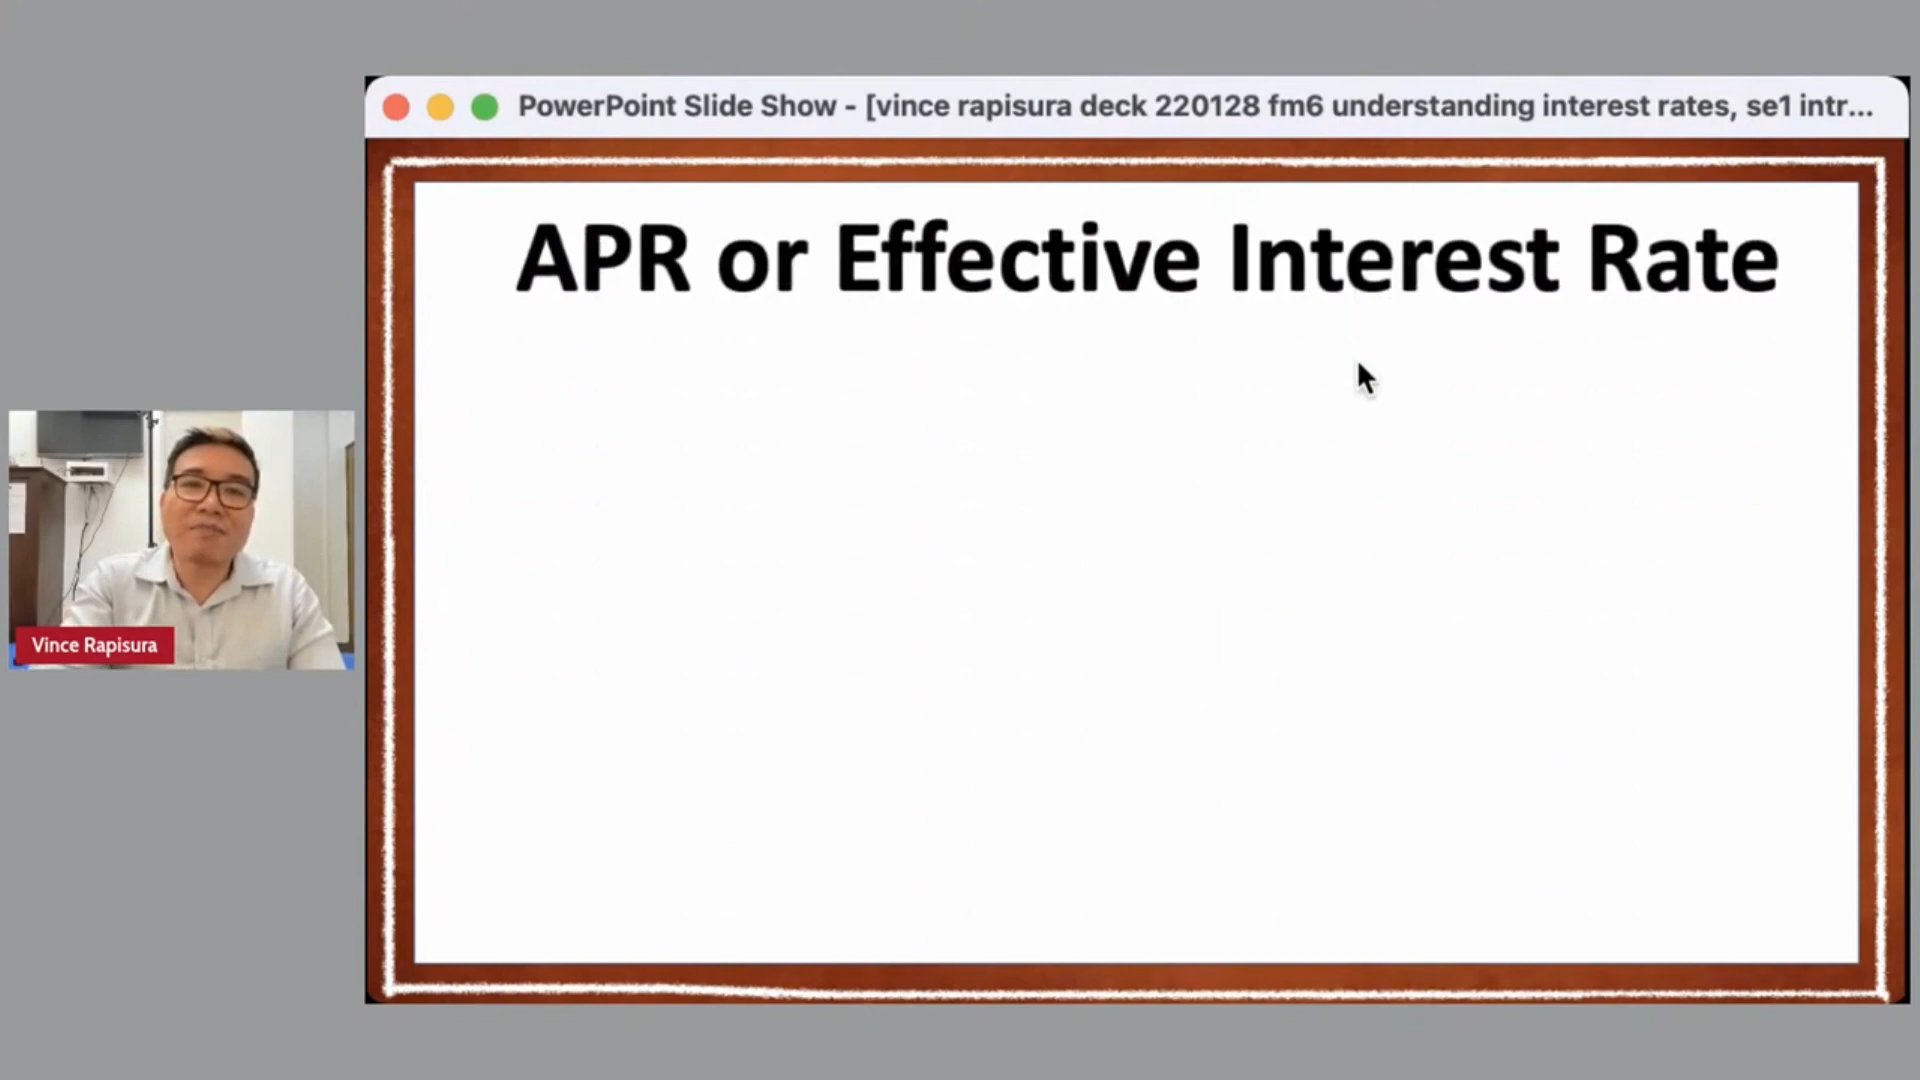 PowerPoint Slide Show - [vince rapisura deck 220128 fm6 understanding interest rates, se1 intr...
APR or Effective Interest Rate
Vince Rapisura